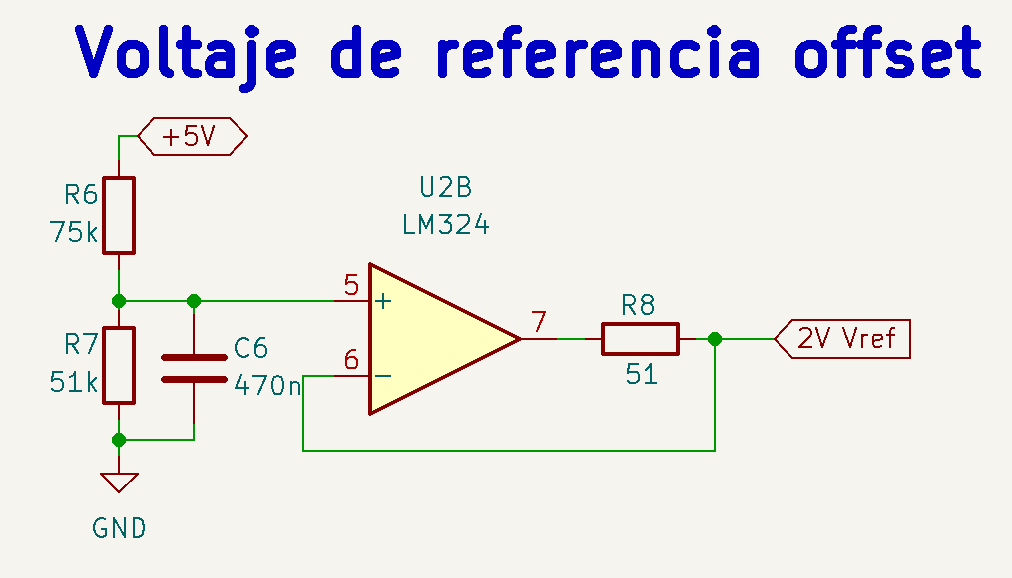 Voltaje de referencia offset
+5V
R6
75k
U2B
LM324
5
+
7
R8
51
2V Vref
6
−
R7
51k
C6
470n
GND